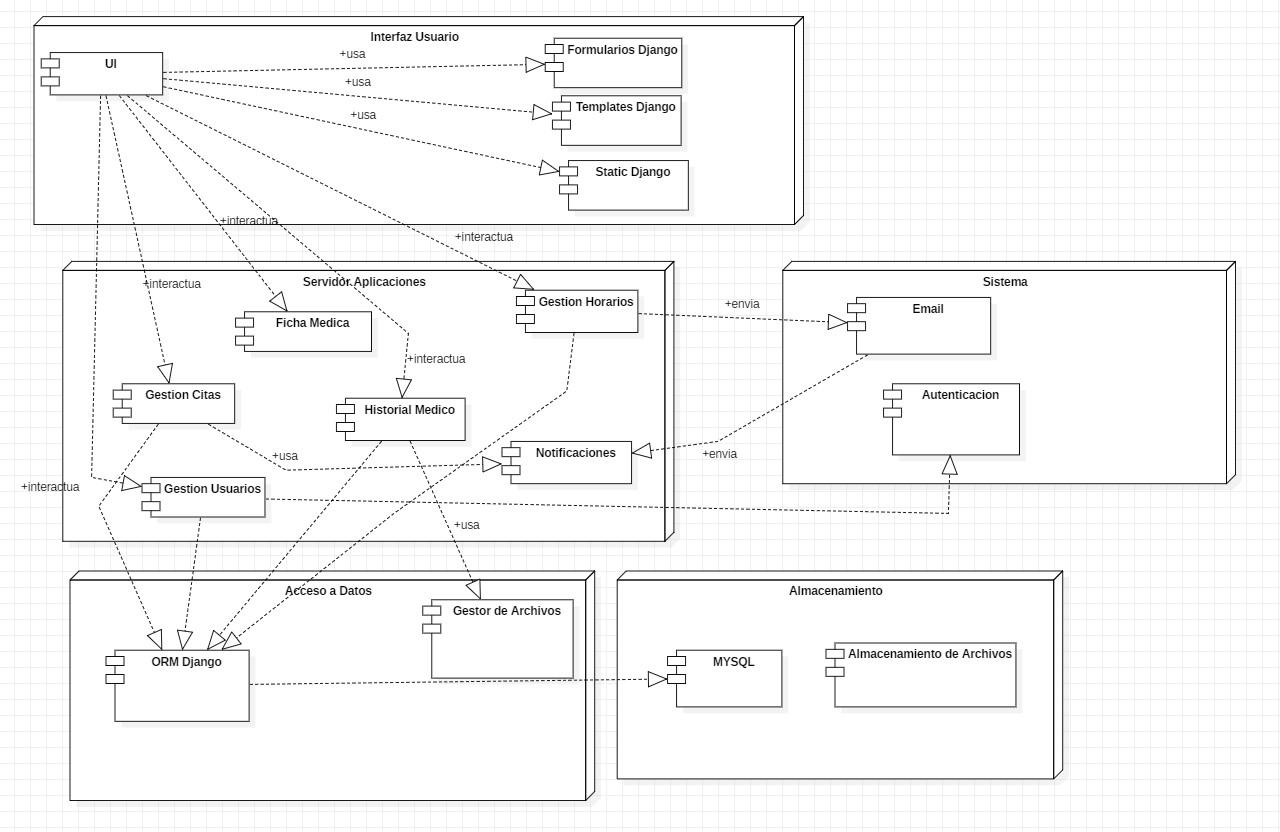 Interfaz Usuario
UI
+usa
Formularios Django
+usa
Templates Django
+usa
Static Django
+interactua
+interactua
+interactua
Servidor Aplicaciones
Sistema
Gestion Horarios
+envia
Email
Ficha Medica
+interactua
Gestion Citas
Historial Medico
Autenticacion
+usa
Notificaciones
+envia
+interactua
Gestion Usuarios
+usa
Acceso a Datos
Almacenamiento
Gestor de Archivos
ORM Django
MYSQL
Almacenamiento de Archivos